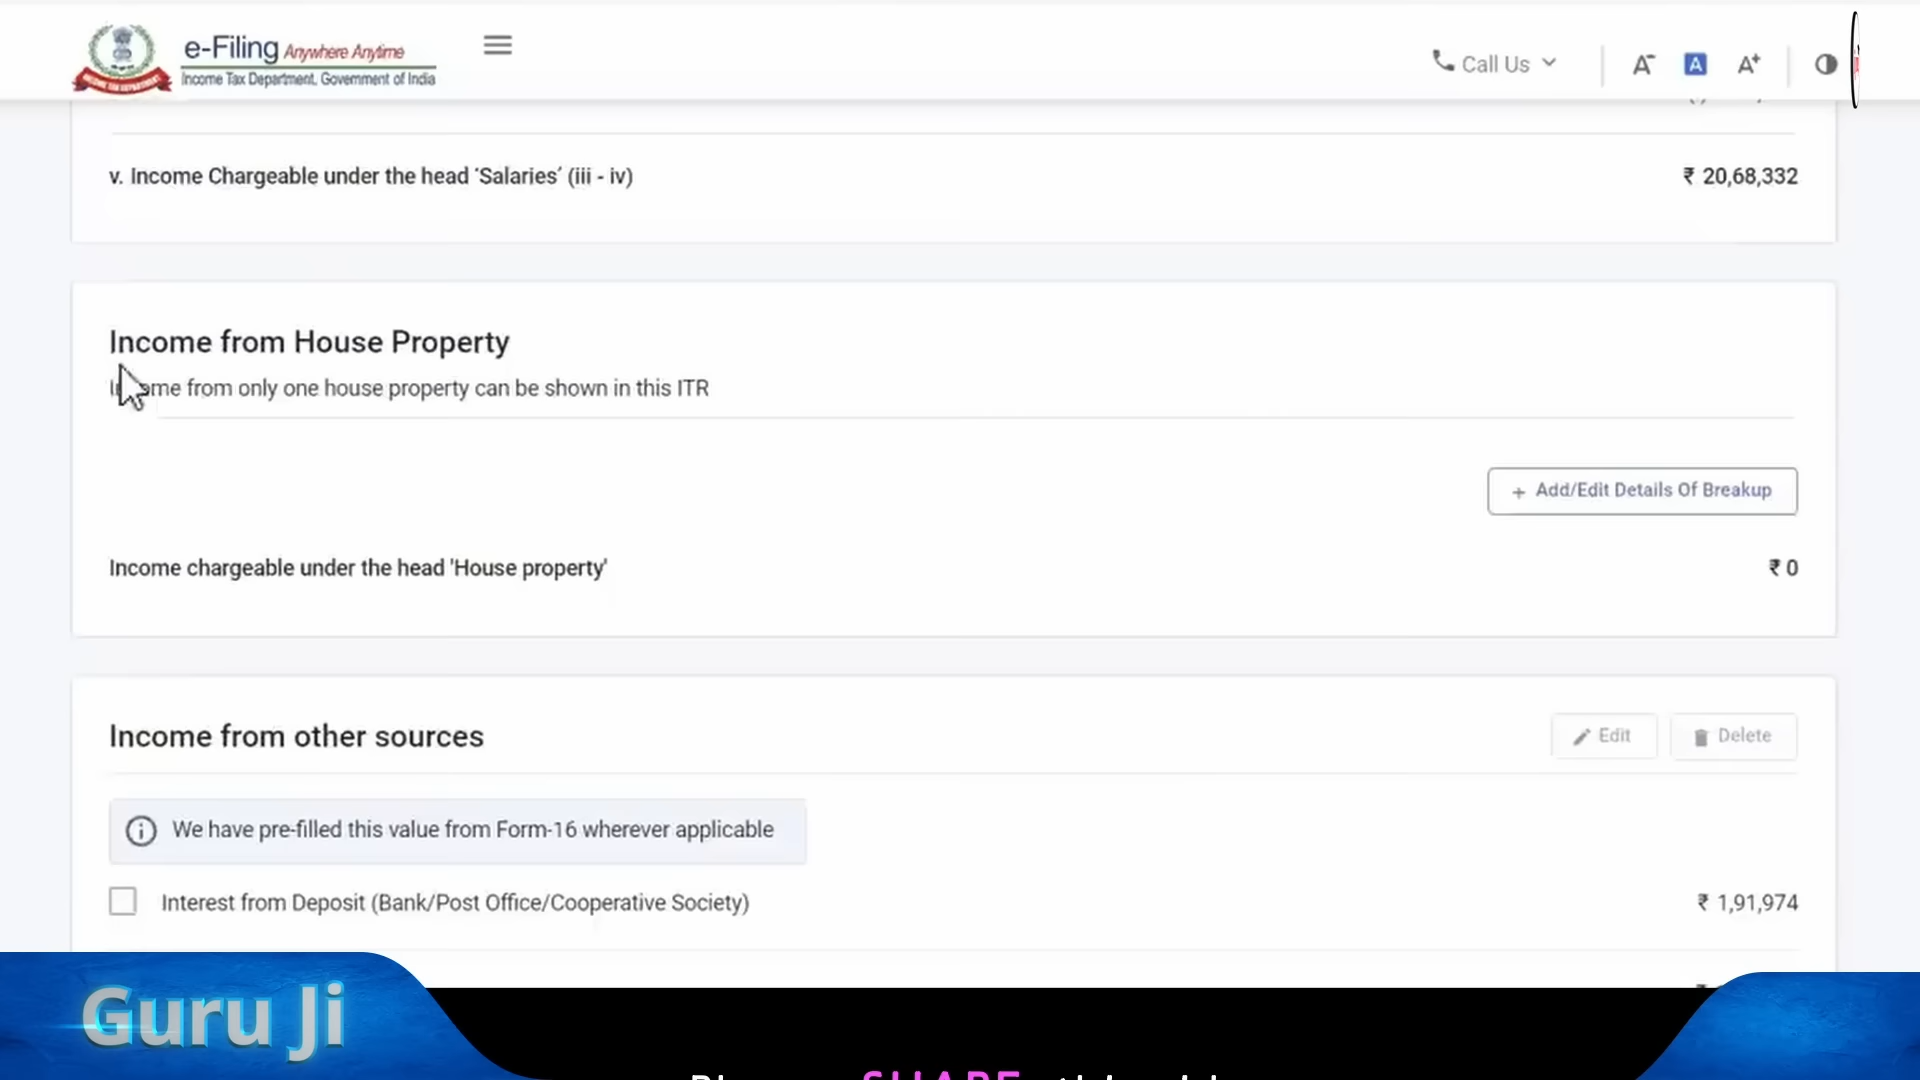 e-Filing Anywhere Anytime
Income Tax Department, Government of India
Call Us
A-
A
A+
v. Income Chargeable under the head 'Salaries' (iii - iv)
₹ 20,68,332
Income from House Property
Income from only one house property can be shown in this ITR
+ Add/Edit Details Of Breakup
Income chargeable under the head 'House property'
₹ 0
Income from other sources
Edit
Delete
We have pre-filled this value from Form-16 wherever applicable
Interest from Deposit (Bank/Post Office/Cooperative Society)
₹ 1,91,974
Guru Ji
SHARE